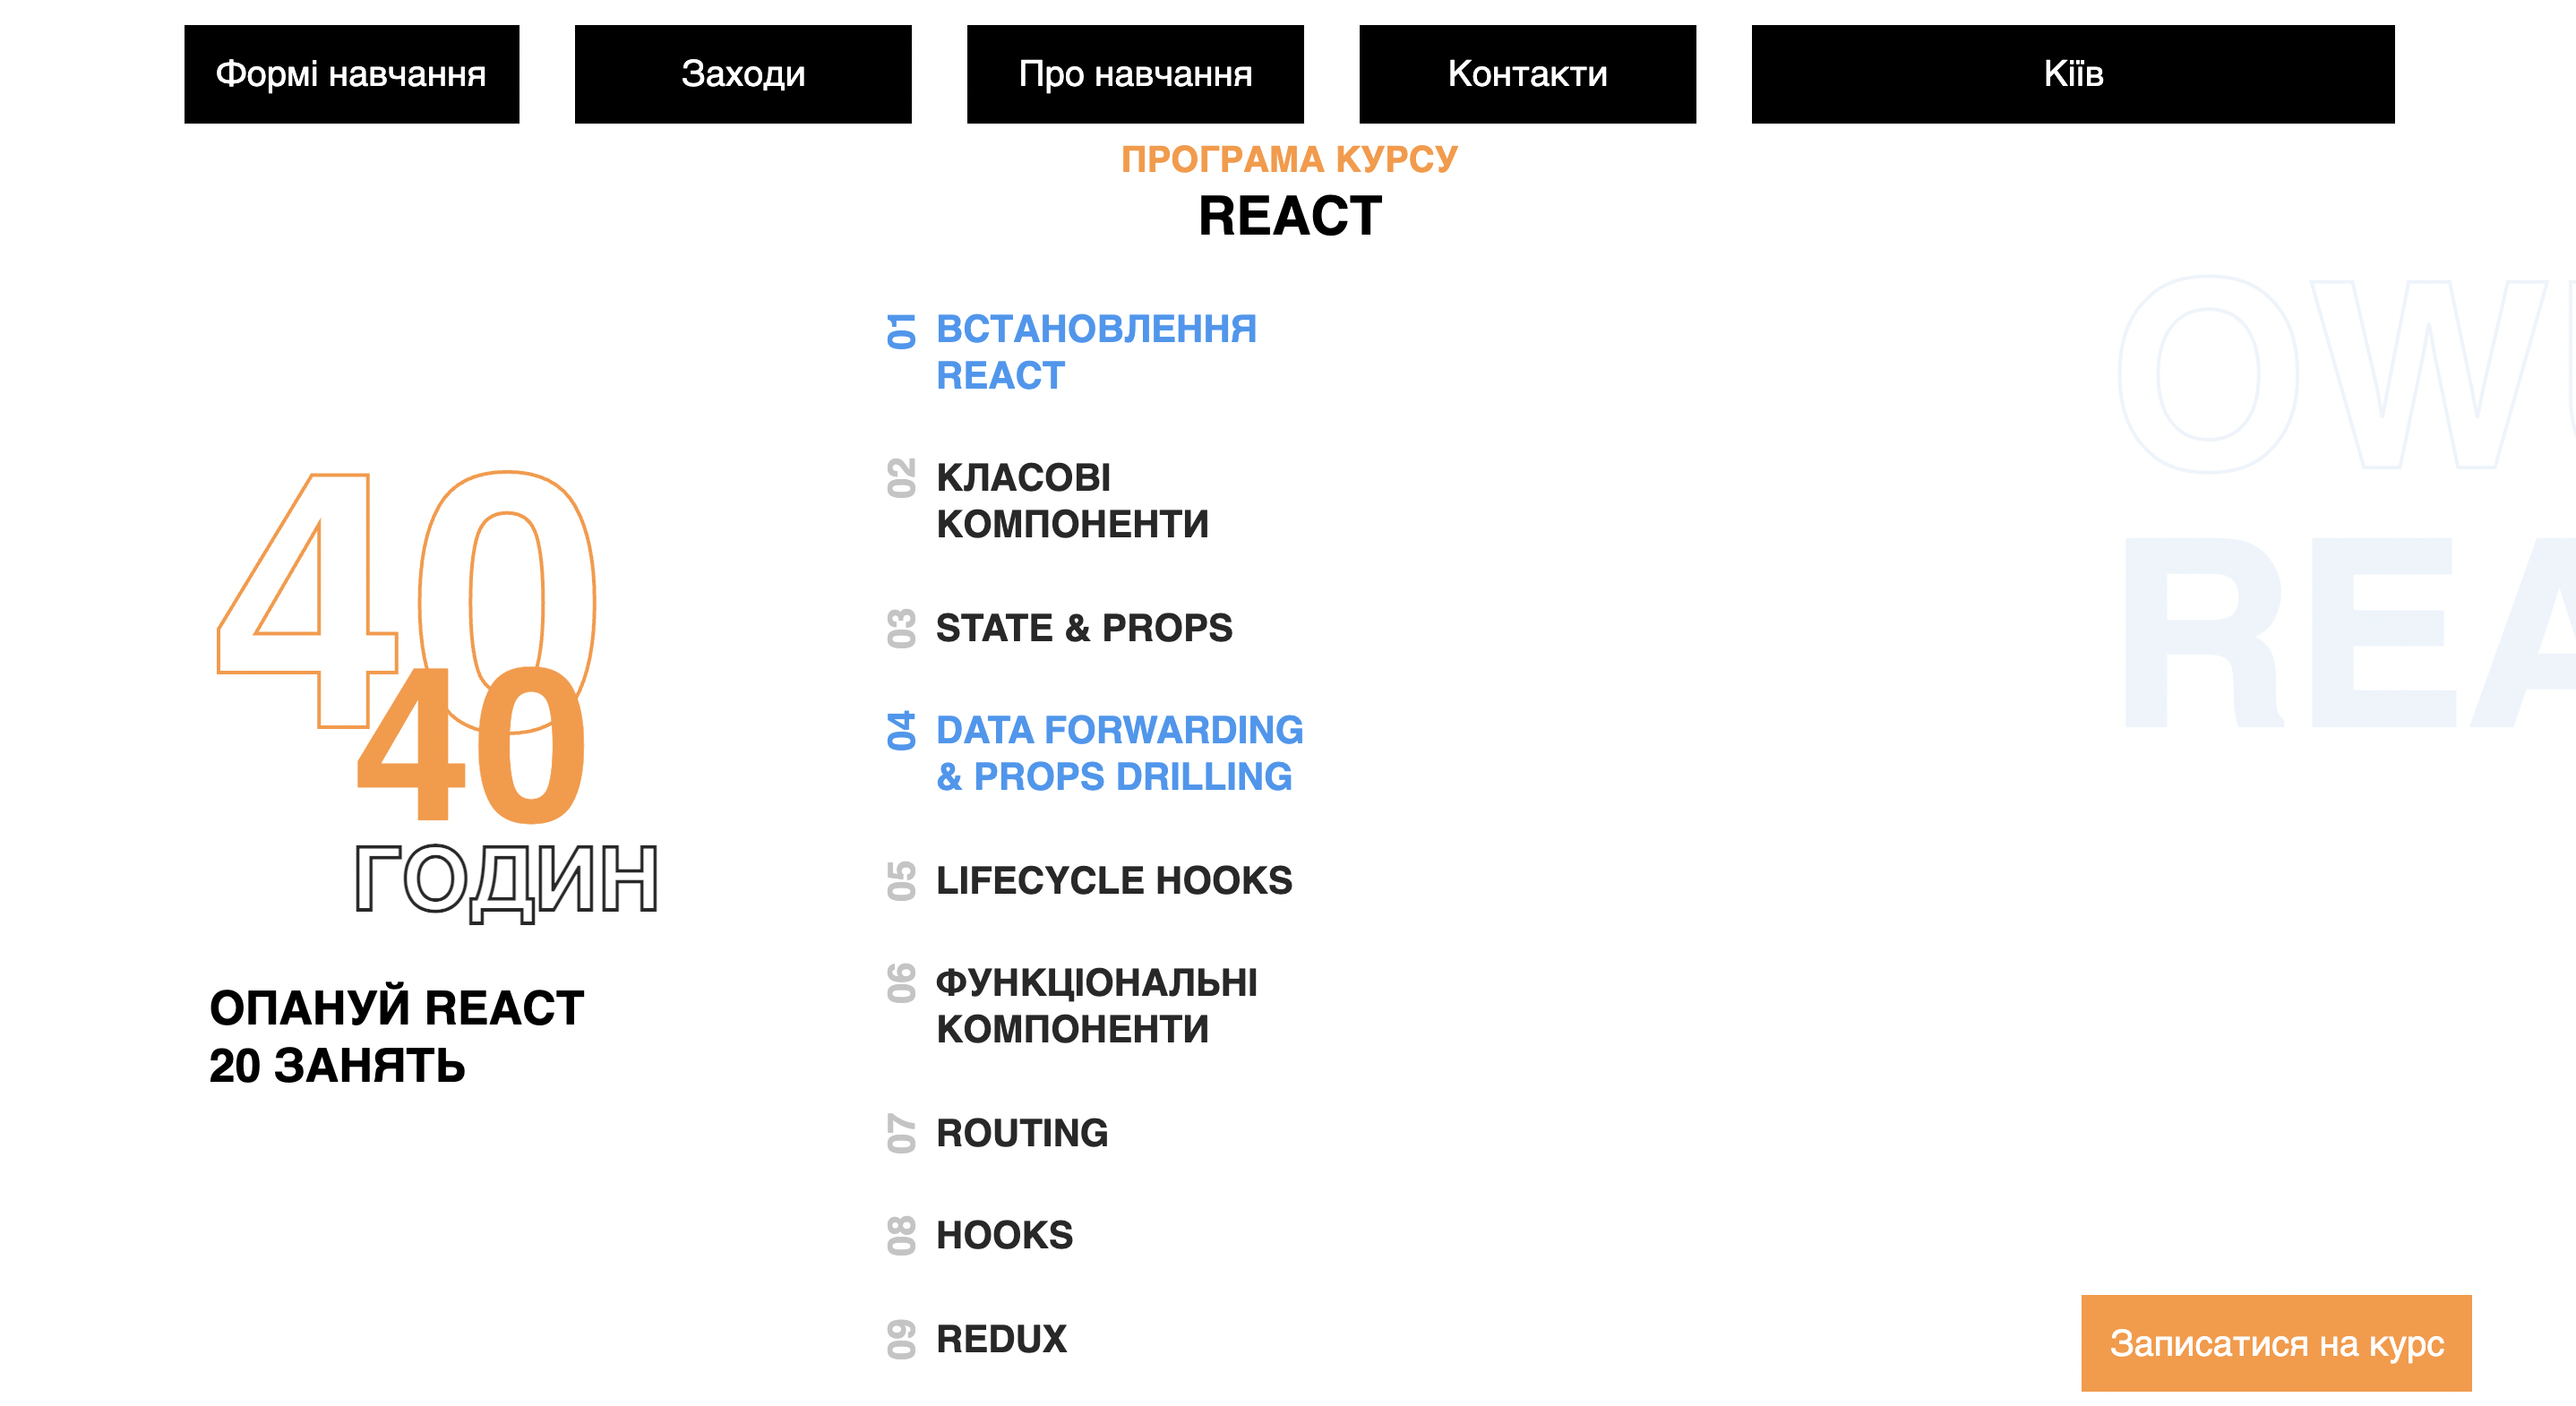 Формі навчання
Заходи
Про навчання
Контакти
Кіїв
ПРОГРАМА КУРСУ
REACT
40
40
ГОДИН
ОПАНУЙ REACT
20 ЗАНЯТЬ
01 ВСТАНОВЛЕННЯ
REACT
02 КЛАСОВІ
КОМПОНЕНТИ
03 STATE & PROPS
04 DATA FORWARDING
& PROPS DRILLING
05 LIFECYCLE HOOKS
06 ФУНКЦІОНАЛЬНІ
КОМПОНЕНТИ
07 ROUTING
08 HOOKS
09 REDUX
OW
REA
Записатися на курс